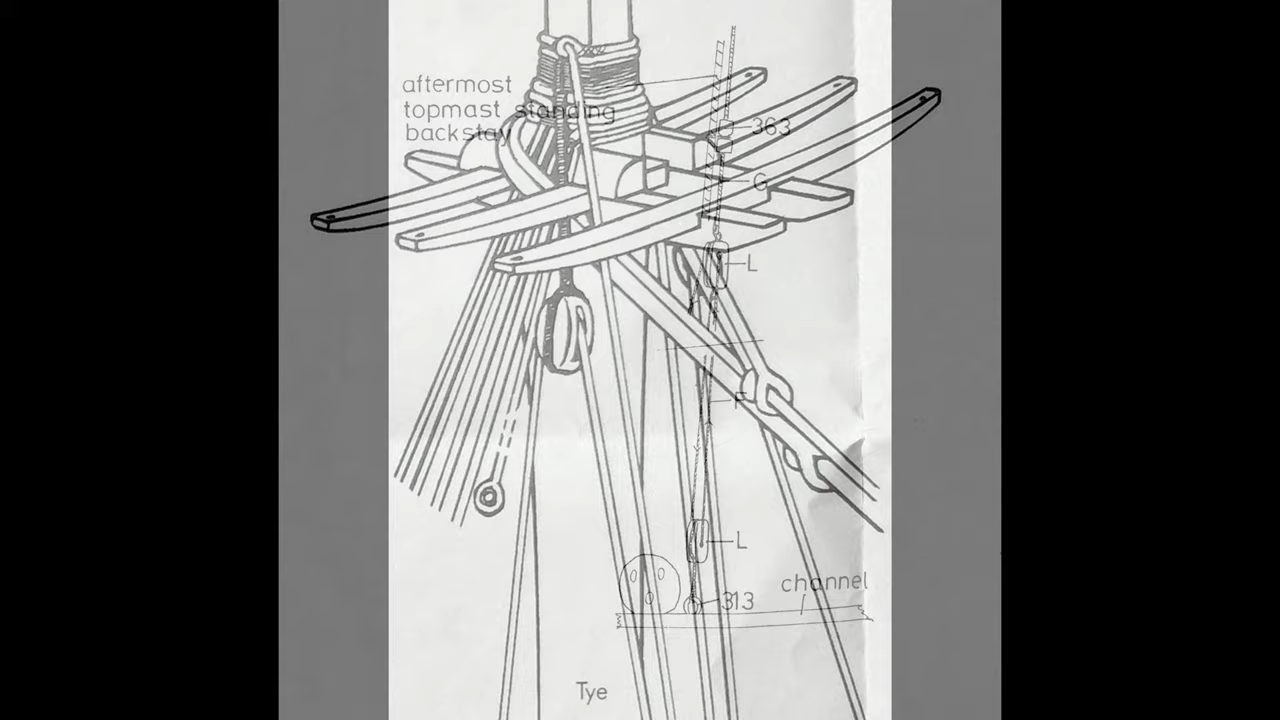 aftermost
topmast standing
backstay
363
G
L
F
L
channel
313
Tye